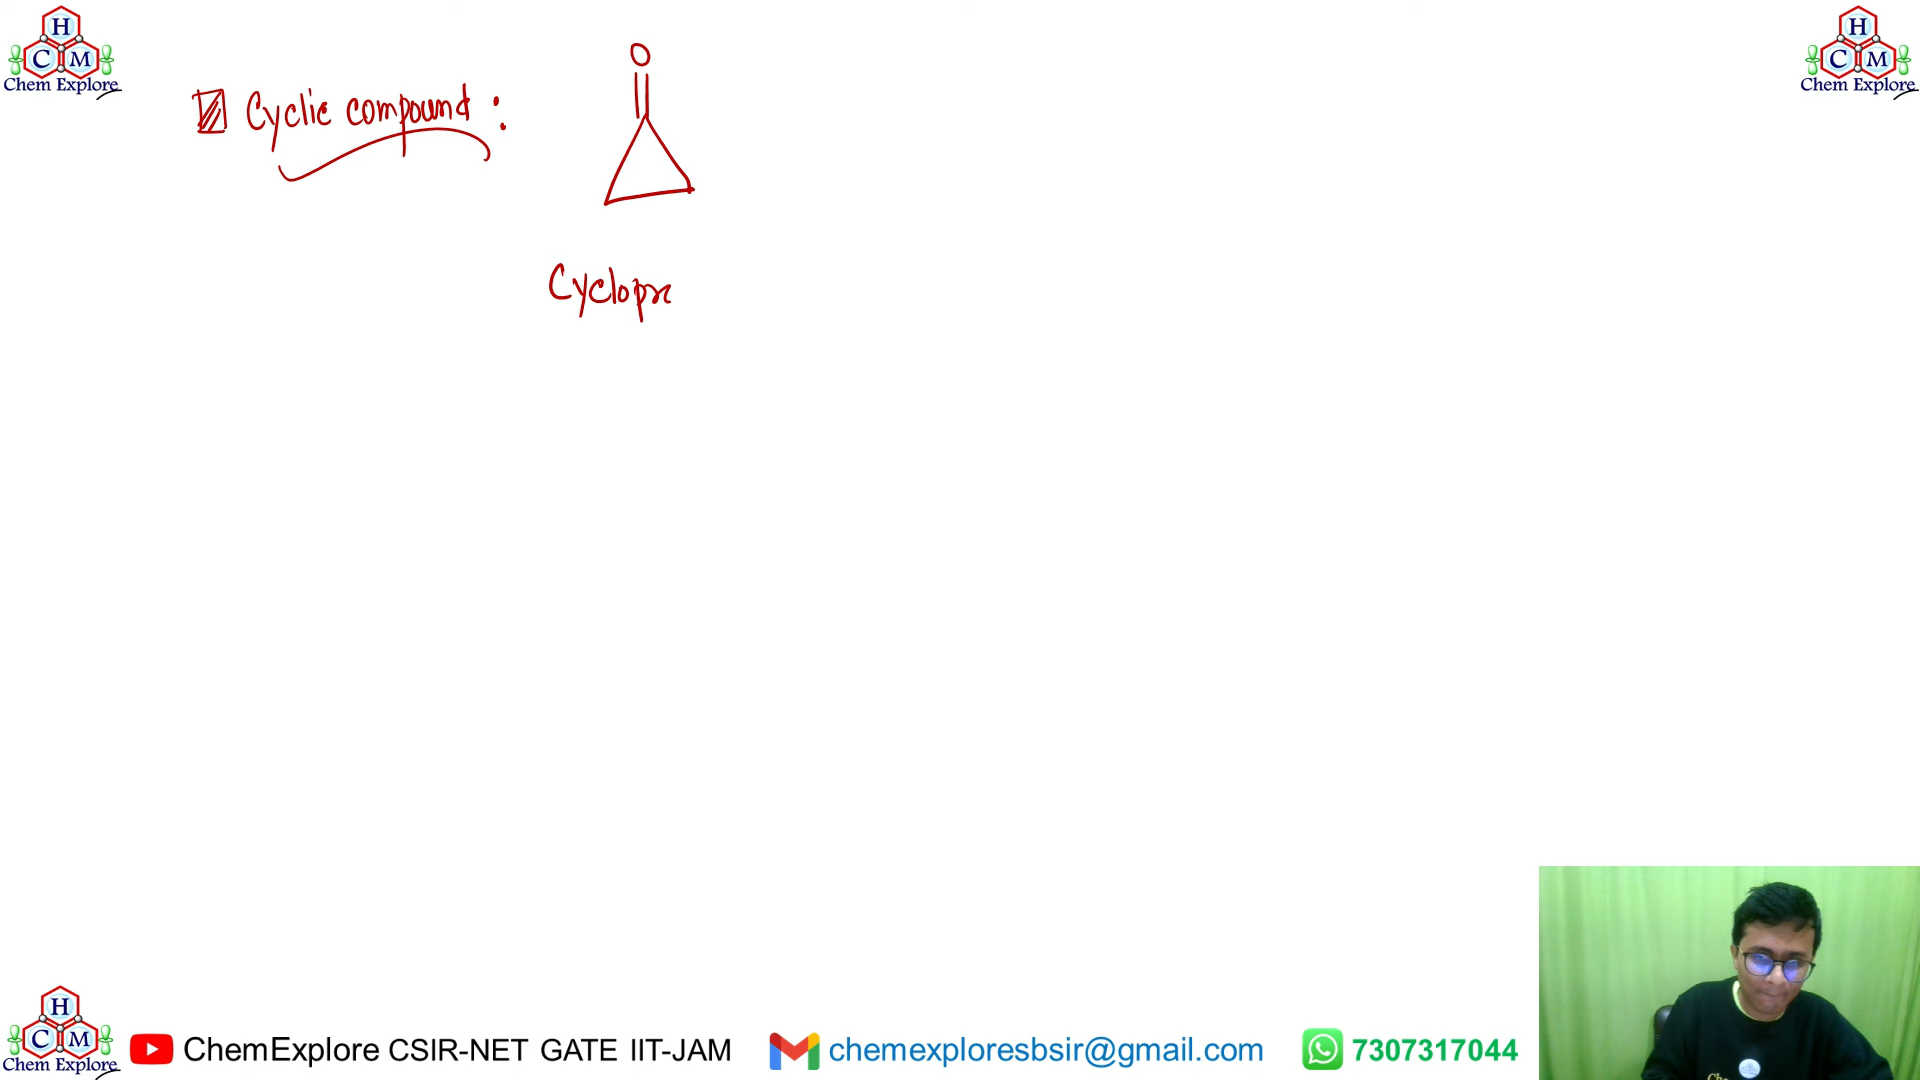 H
C M
Chem Explore
H
C M
Chem Explore
O
Cyclic compound :
Cyclopr
H
C M
Chem Explore
ChemExplore CSIR-NET GATE IIT-JAM
chemexploresbsir@gmail.com
7307317044